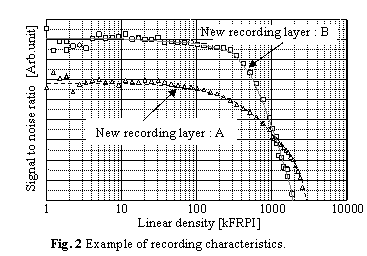 Signal to noise ratio [Arb unit]
New recording layer : B
New recording layer : A
1 10 100 1000 10000
Linear density [kFRPI]
Fig. 2 Example of recording characteristics.